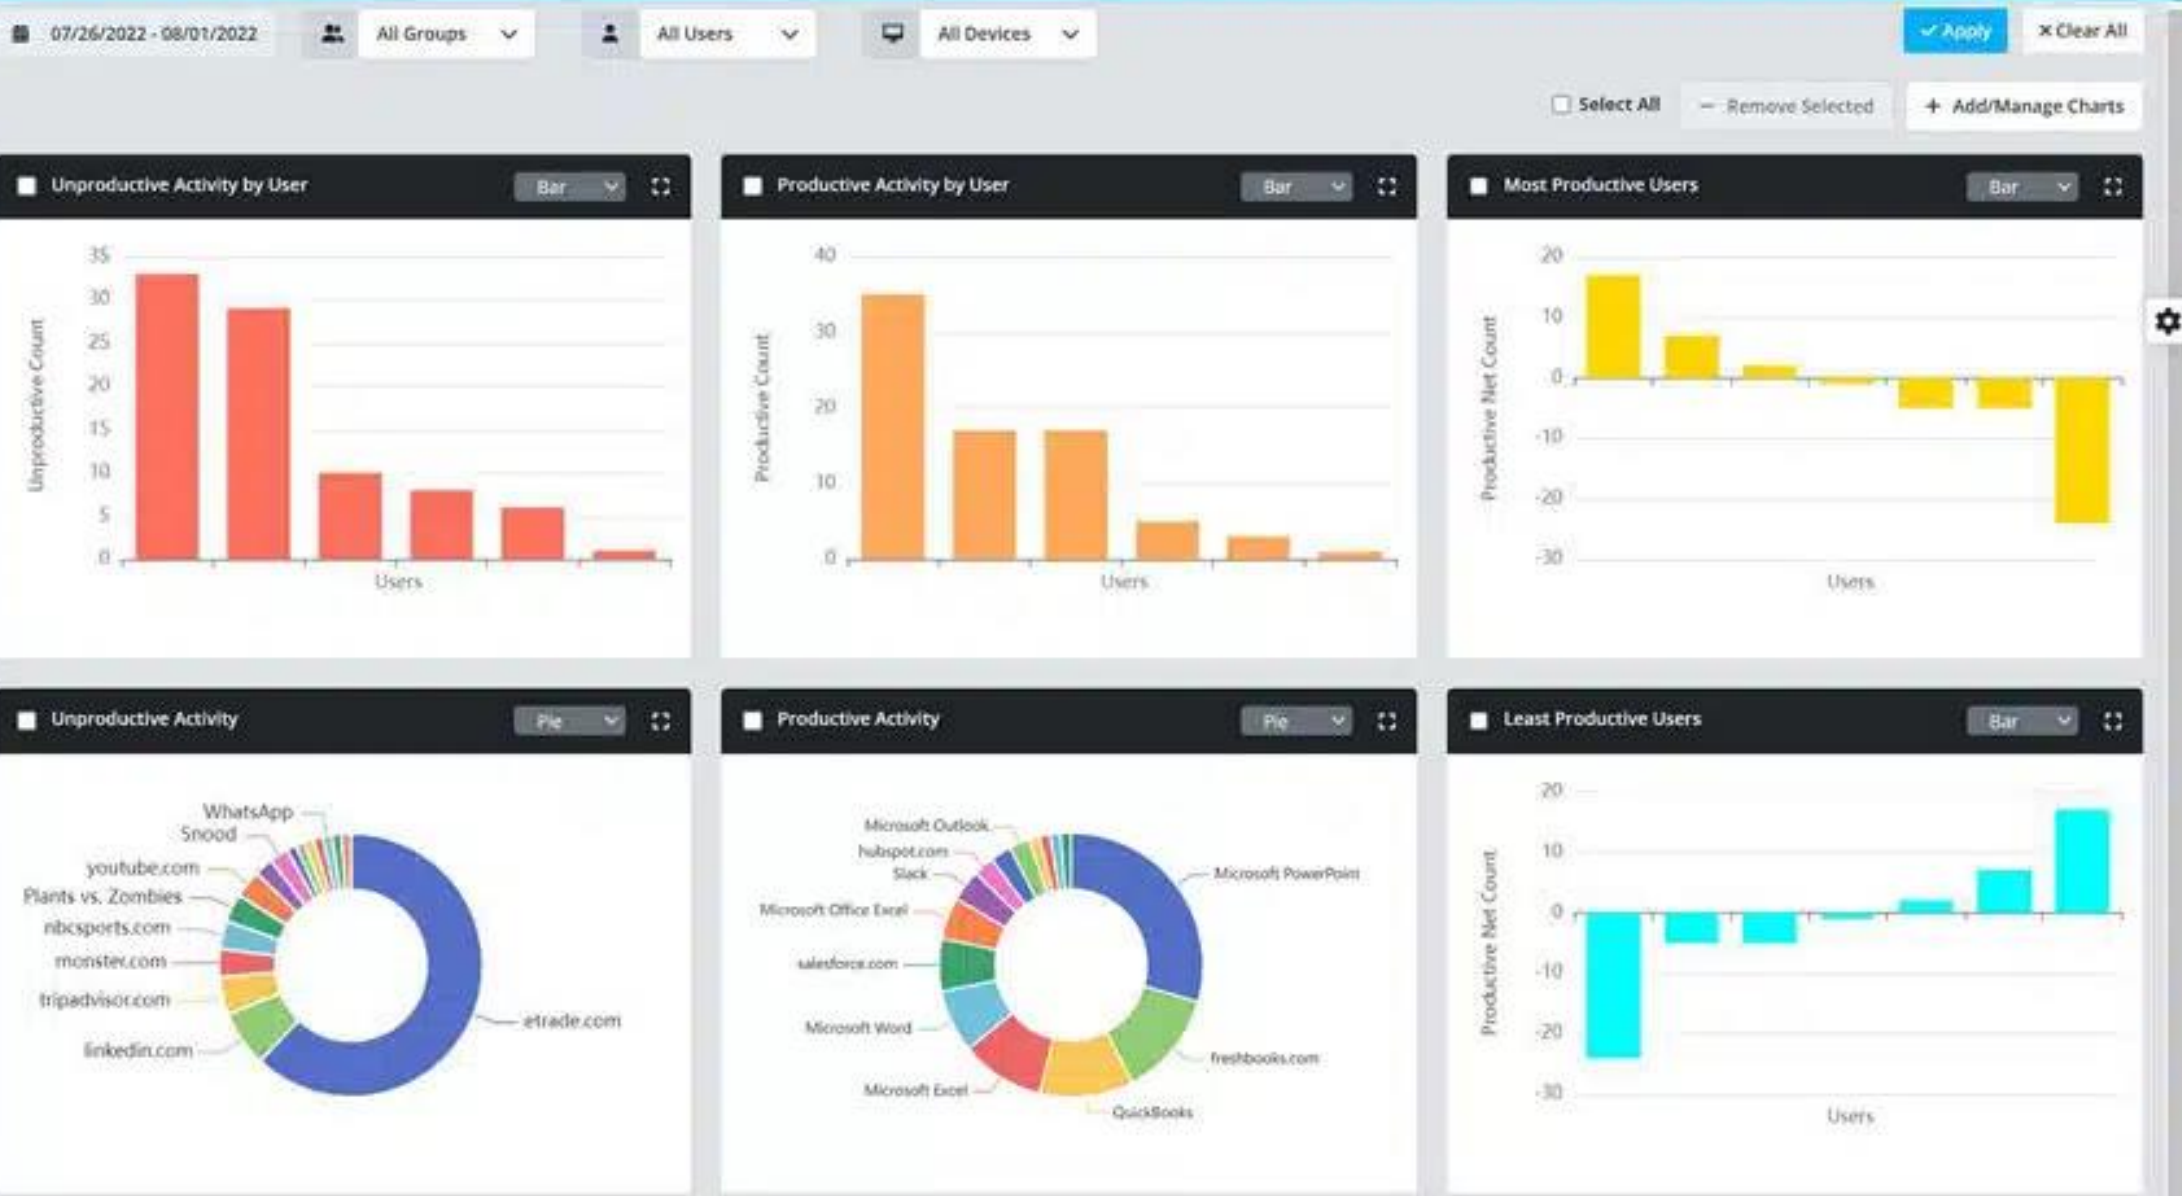 07/26/2022 - 08/01/2022 All Groups All Users All Devices Apply Clear All
Select All Remove Selected + Add/Manage Charts
Unproductive Activity by User Bar
35
30
25
20
15
10
5
0
Unproductive Count
Users
Productive Activity by User Bar
40
30
20
10
0
Productive Count
Users
Most Productive Users Bar
20
10
0
-10
-20
-30
Productive Net Count
Users
Unproductive Activity Pie
WhatsApp
Snood
youtube.com
Plants vs. Zombies
nbcsports.com
monster.com
tripadvisor.com
linkedin.com
etrade.com
Productive Activity Pie
Microsoft Outlook
hubspot.com
Slack
Microsoft Office Excel
salesforce.com
Microsoft Word
Microsoft Excel
QuickBooks
freshbooks.com
Microsoft PowerPoint
Least Productive Users Bar
20
10
0
-10
-20
-30
Productive Net Count
Users